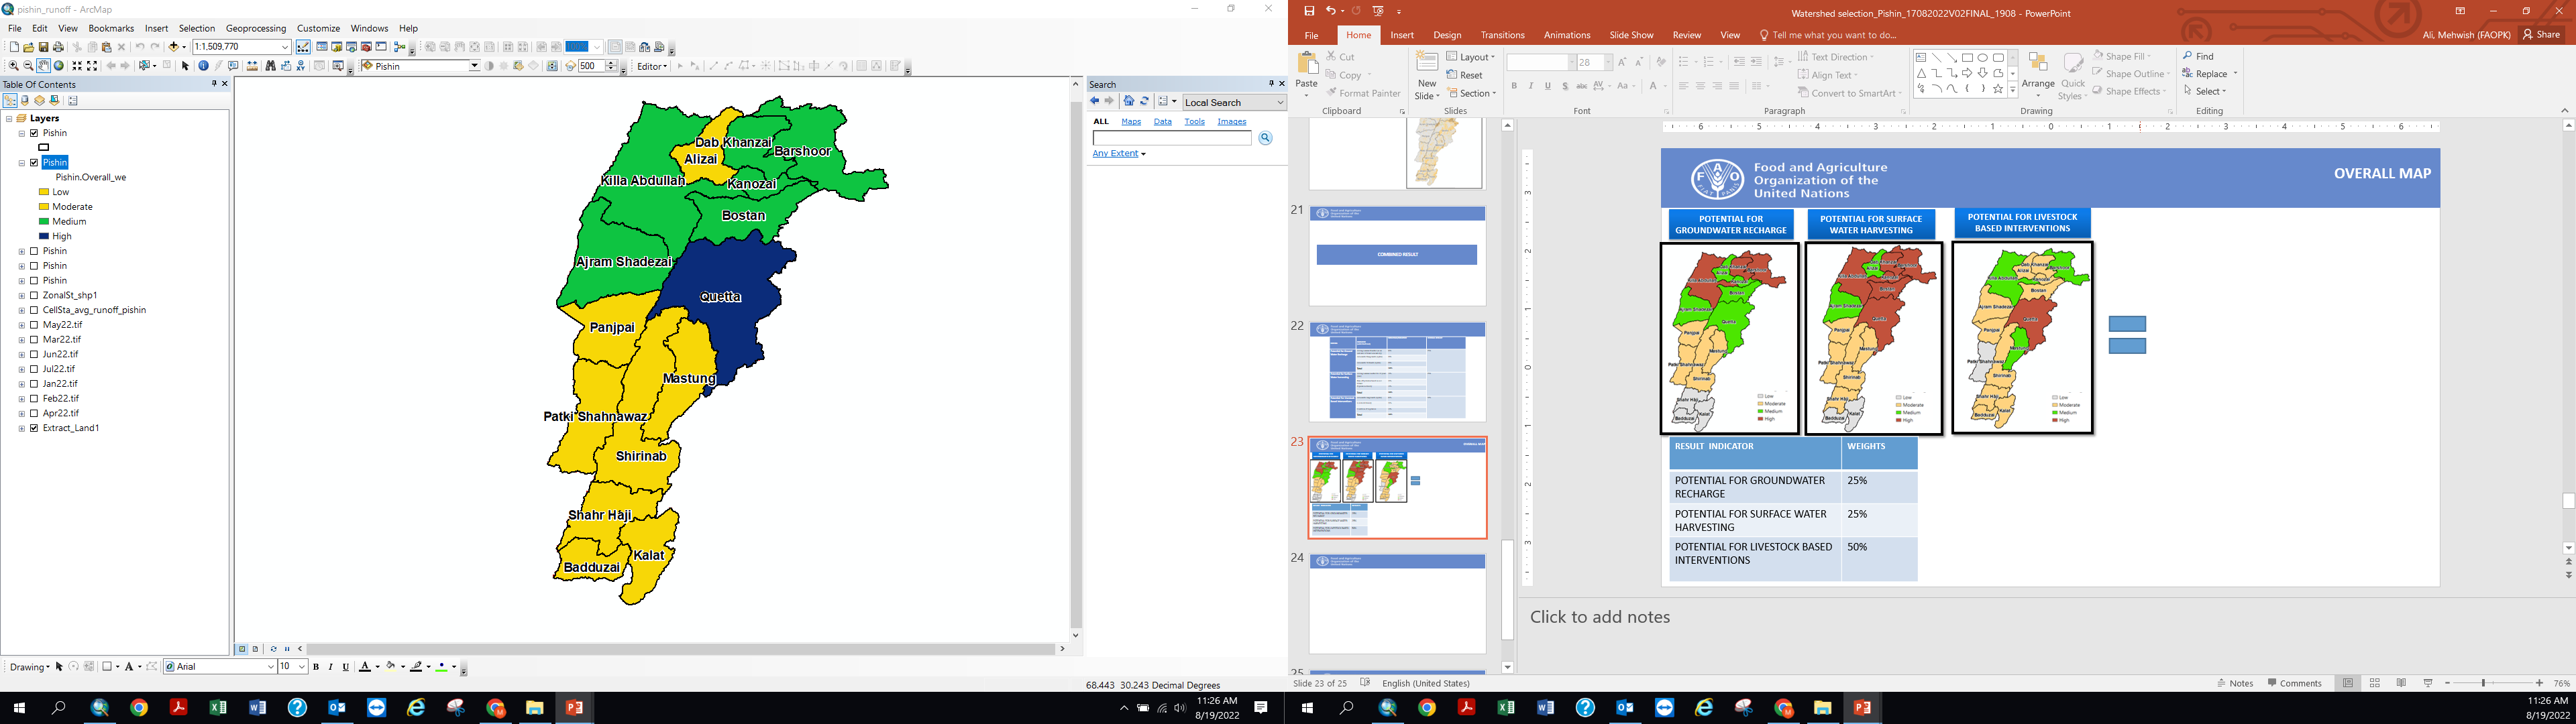 pishin_runoff - ArcMap
File Edit View Bookmarks Insert Selection Geoprocessing Customize Windows Help
1:1,509,770
Pishin
500
Editor
Table Of Contents
Layers
Pishin
Pishin
Pishin.Overall_we
Low
Moderate
Medium
High
Pishin
Pishin
Pishin
ZonalSt_shp1
CellSta_avg_runoff_pishin
May22.tif
Mar22.tif
Jun22.tif
Jul22.tif
Jan22.tif
Feb22.tif
Apr22.tif
Extract_Land1
Dab Khanzai
Barshoor
Alizai
Killa Abdullah
Kanozai
Bostan
Ajram Shadezai
Quetta
Panjpai
Mastung
Patki Shahnawaz
Shirinab
Shahr Haji
Kalat
Badduzai
Search
Local Search
ALL Maps Data Tools Images
Any Extent
Drawing
Arial
10
B I U A
68.443 30.243 Decimal Degrees
11:26 AM
8/19/2022
Watershed selection_Pishin_17082022V02FINAL_1908 - PowerPoint
File Home Insert Design Transitions Animations Slide Show Review View Tell me what you want to do...
Ali, Mehwish (FAOPK) Share
Paste
Cut
Copy
Format Painter
Clipboard
New
Slide
Layout
Reset
Section
Slides
28
Font
Text Direction
Align Text
Convert to SmartArt
Paragraph
Arrange
Quick
Styles
Shape Fill
Shape Outline
Shape Effects
Drawing
Find
Replace
Select
Editing
21
COMBINED RESULT
22
23
24
25
Food and Agriculture
Organization of the
United Nations
OVERALL MAP
POTENTIAL FOR
GROUNDWATER RECHARGE
POTENTIAL FOR SURFACE
WATER HARVESTING
POTENTIAL FOR LIVESTOCK
BASED INTERVENTIONS
Low
Moderate
Medium
High
Low
Moderate
Medium
High
Low
Moderate
Medium
High
RESULT INDICATOR WEIGHTS
POTENTIAL FOR GROUNDWATER
RECHARGE
25%
POTENTIAL FOR SURFACE WATER
HARVESTING
25%
POTENTIAL FOR LIVESTOCK BASED
INTERVENTIONS
50%
Click to add notes
Slide 23 of 25 English (United States)
Notes Comments
76%
11:26 AM
8/19/2022